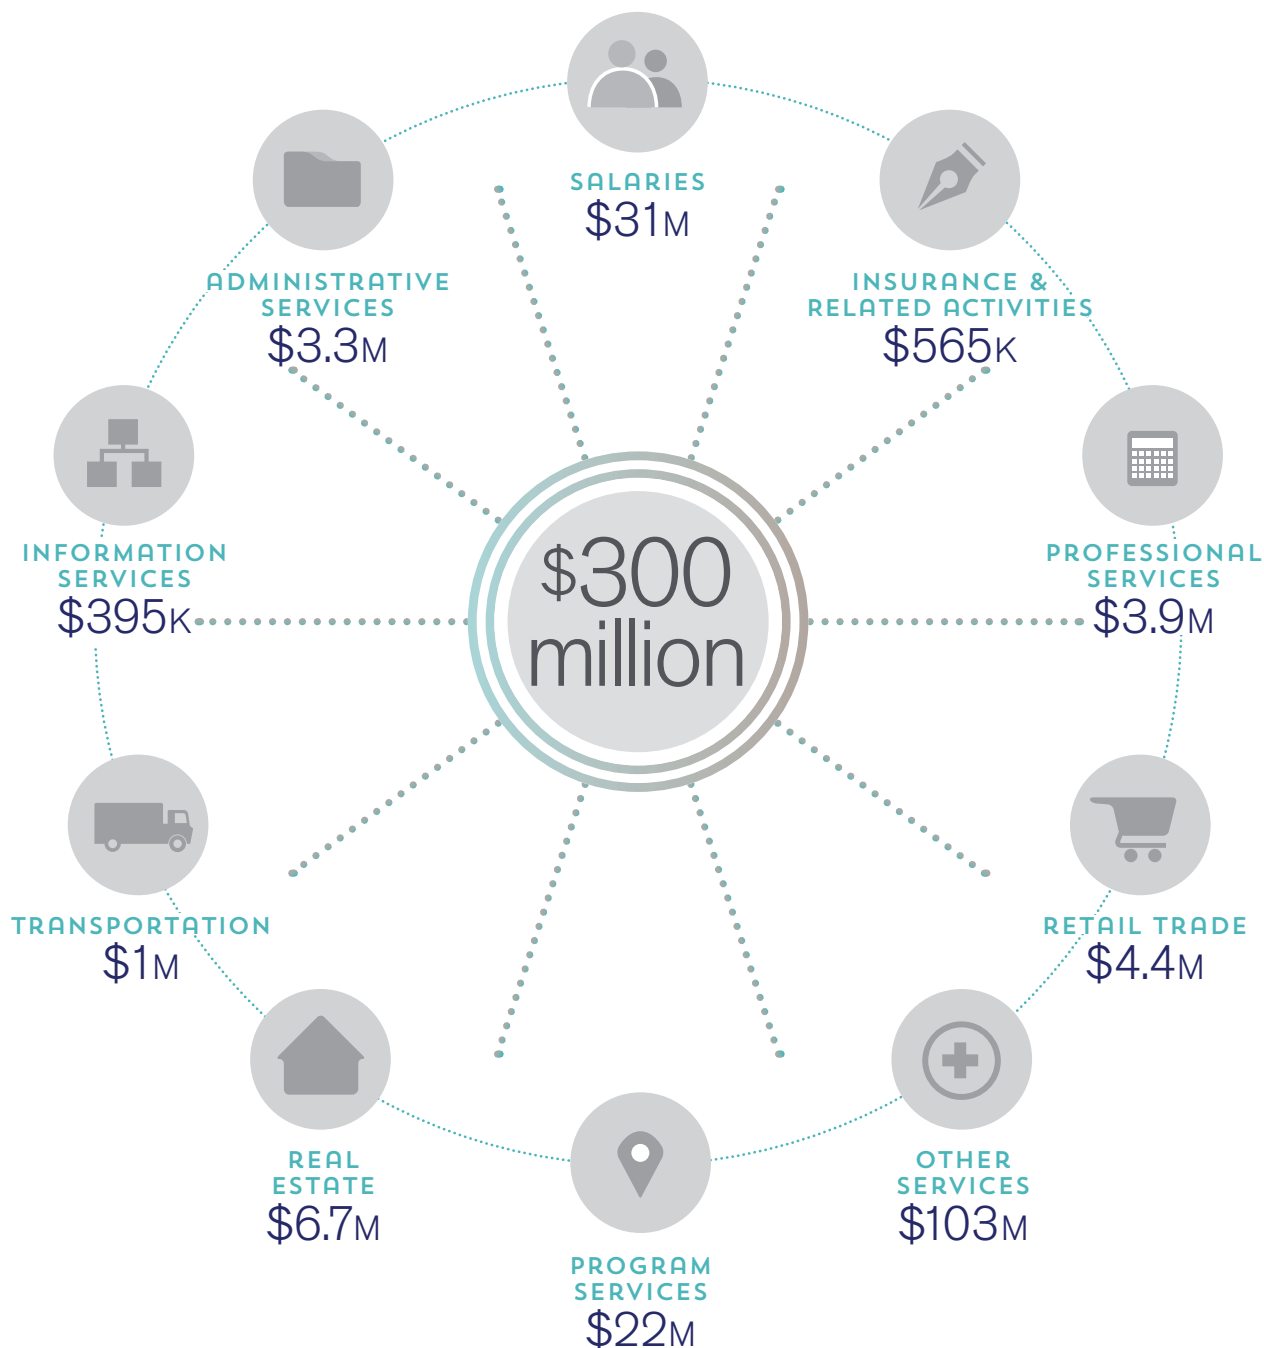 SALARIES
$31M
INSURANCE &
RELATED ACTIVITIES
$565K
PROFESSIONAL
SERVICES
$3.9M
RETAIL TRADE
$4.4M
OTHER
SERVICES
$103M
PROGRAM
SERVICES
$22M
REAL
ESTATE
$6.7M
TRANSPORTATION
$1M
INFORMATION
SERVICES
$395K
ADMINISTRATIVE
SERVICES
$3.3M
$300
million